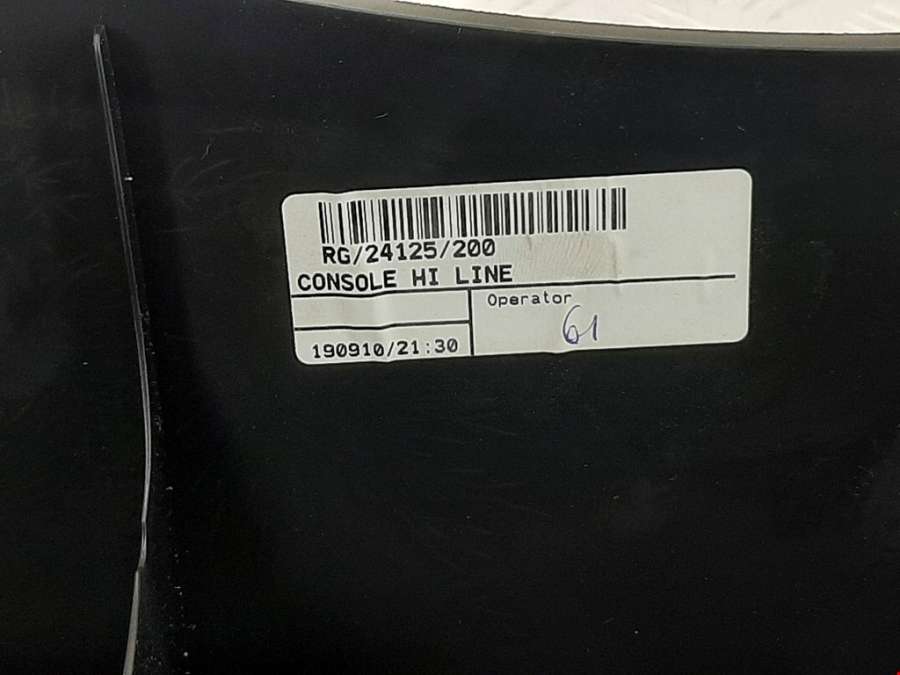 RG/24125/200
CONSOLE HI LINE
Operator
61
190910/21:30